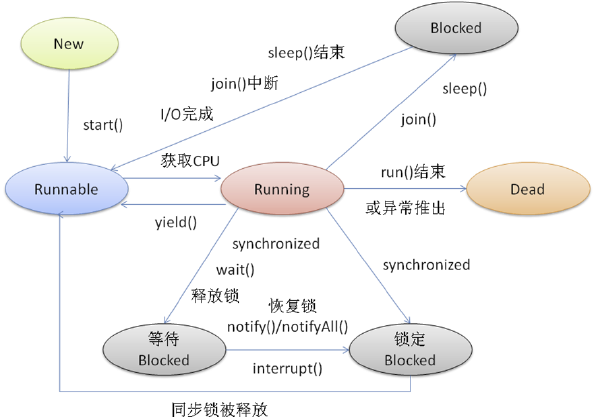 New
Blocked
sleep()结束
join()中断
sleep()
I/O完成
start()
join()
获取CPU
Runnable
Running
run()结束
Dead
或异常推出
yield()
synchronized
wait()
synchronized
释放锁
恢复锁
notify()/notifyAll()
等待
Blocked
锁定
Blocked
interrupt()
同步锁被释放